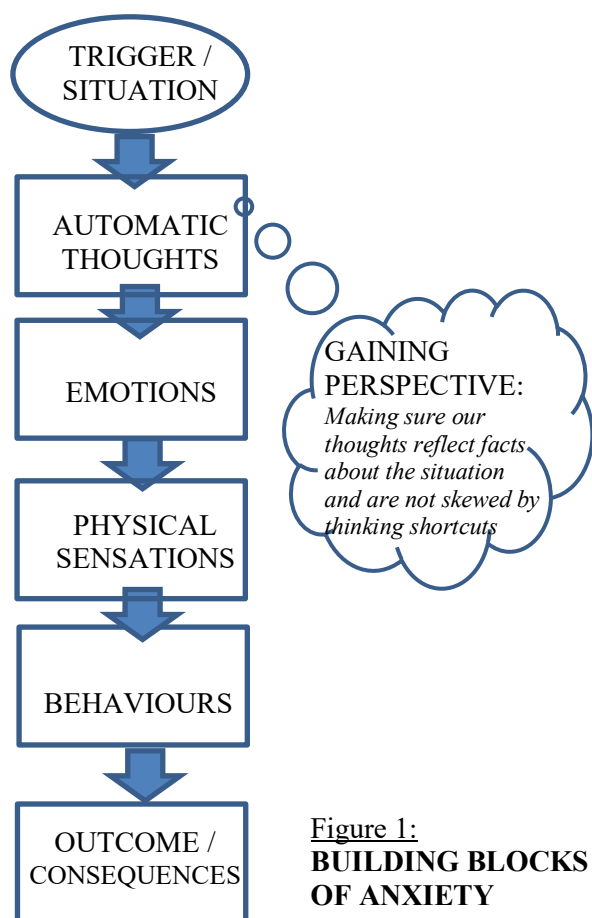 TRIGGER /
SITUATION
AUTOMATIC
THOUGHTS
GAINING
PERSPECTIVE:
Making sure our
thoughts reflect facts
about the situation
and are not skewed by
thinking shortcuts
EMOTIONS
PHYSICAL
SENSATIONS
BEHAVIOURS
OUTCOME /
CONSEQUENCES
Figure 1:
BUILDING BLOCKS
OF ANXIETY